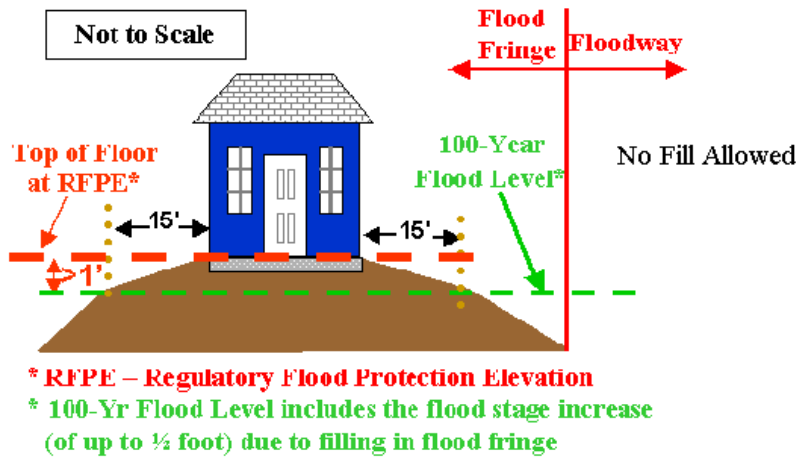 Not to Scale
Flood
Fringe
Floodway
Top of Floor
at RFPE*
100-Year
Flood Level*
No Fill Allowed
15'
15'
>1'
* RFPE – Regulatory Flood Protection Elevation
* 100-Yr Flood Level includes the flood stage increase
(of up to ½ foot) due to filling in flood fringe